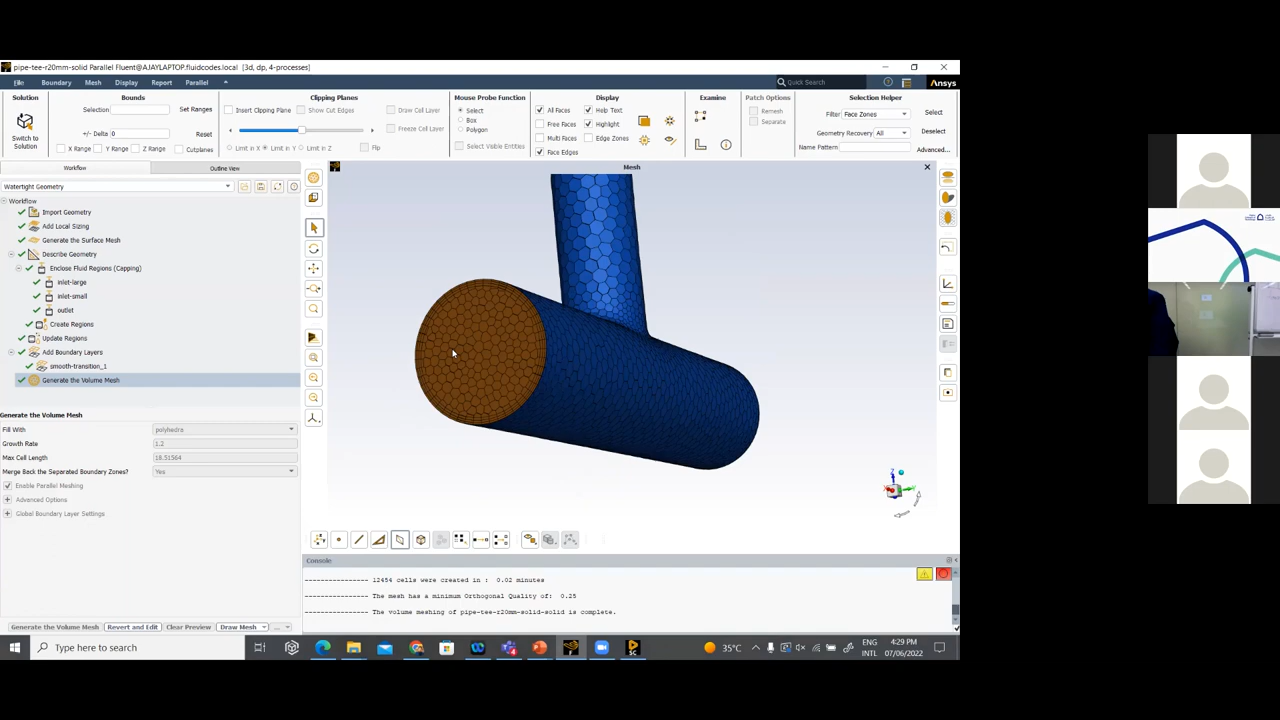 pipe-tee-r20mm-solid Parallel Fluent@AJAYLAPTOP.fluidcodes.local [3d, dp, 4-processes]
File Boundary Mesh Display Report Parallel Quick Search Ansys
Solution Bounds Clipping Planes Mouse Probe Function Display Examine Patch Options Selection Helper
Selection Set Ranges Insert Clipping Plane Show Cut Edges Draw Cell Layer Select All Faces Help Text Remesh Filter Face Zones Select
Switch to Solution +/- Delta 0 Reset Freeze Cell Layer Box Polygon Free Faces Highlight Separate Geometry Recovery All Deselect
X Range Y Range Z Range Cutplanes Limit in X Limit in Y Limit in Z Flip Select Visible Entities Multi Faces Edge Zones Face Edges Name Pattern Advanced...
Workflow Outline View Mesh
Watertight Geometry
Workflow
Import Geometry
Add Local Sizing
Generate the Surface Mesh
Describe Geometry
Enclose Fluid Regions (Capping)
inlet-large
inlet-small
outlet
Create Regions
Update Regions
Add Boundary Layers
smooth-transition_1
Generate the Volume Mesh
Generate the Volume Mesh
Fill With polyhedra
Growth Rate 1.2
Max Cell Length 18.51564
Merge Back the Separated Boundary Zones? Yes
Enable Parallel Meshing
Advanced Options
Global Boundary Layer Settings
Z
Console
---------------- 12454 cells were created in : 0.02 minutes
---------------- The mesh has a minimum Orthogonal Quality of: 0.25
---------------- The volume meshing of pipe-tee-r20mm-solid-solid is complete.
Generate the Volume Mesh Revert and Edit Clear Preview Draw Mesh ...
Type here to search 35°C ENG INTL 4:29 PM 07/06/2022